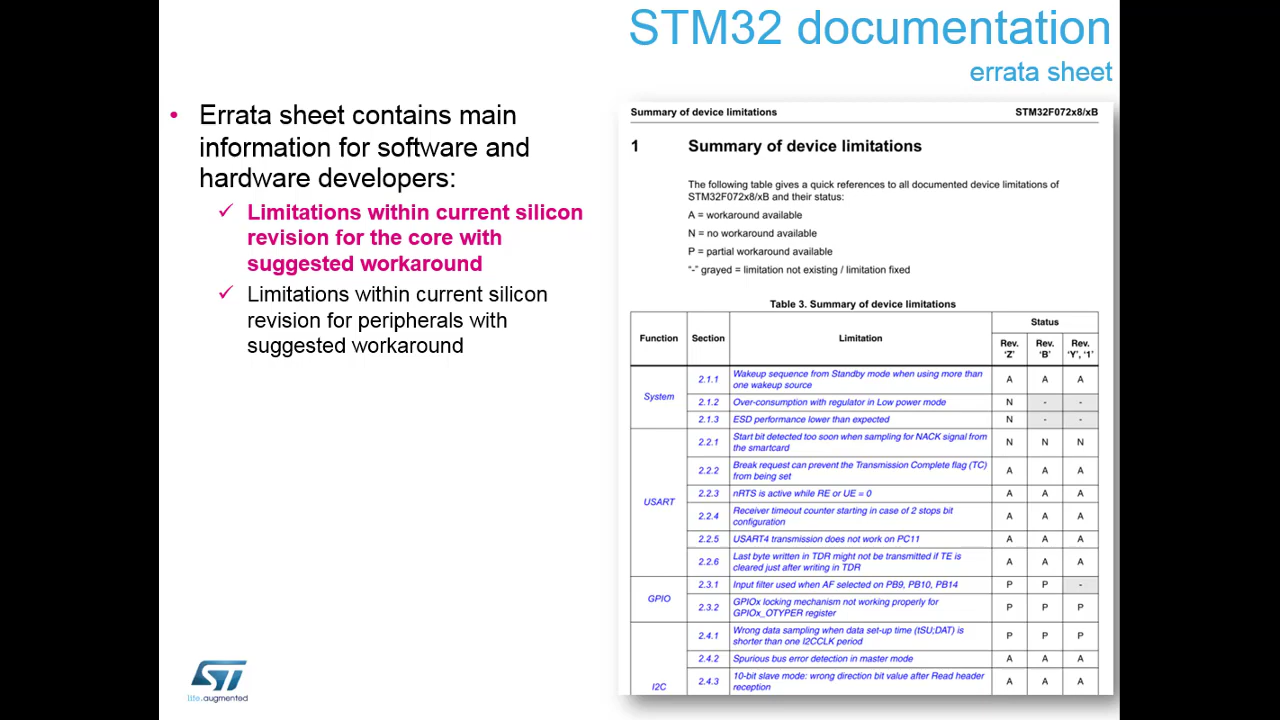 STM32 documentation
errata sheet
• Errata sheet contains main
information for software and
hardware developers:
✓ Limitations within current silicon
revision for the core with
suggested workaround
✓ Limitations within current silicon
revision for peripherals with
suggested workaround
Summary of device limitations STM32F072x8/xB
1 Summary of device limitations
The following table gives a quick references to all documented device limitations of
STM32F072x8/xB and their status:
A = workaround available
N = no workaround available
P = partial workaround available
“-” grayed = limitation not existing / limitation fixed
Table 3. Summary of device limitations
Function Section Limitation Status
Rev. ‘Z’ Rev. ‘B’ Rev. ‘Y’, ‘1’
System
2.1.1 Wakeup sequence from Standby mode when using more than
one wakeup source A A A
2.1.2 Over-consumption with regulator in Low power mode N - -
2.1.3 ESD performance lower than expected N - -
USART
2.2.1 Start bit detected too soon when sampling for NACK signal from
the smartcard N N N
2.2.2 Break request can prevent the Transmission Complete flag (TC)
from being set A A A
2.2.3 nRTS is active while RE or UE = 0 A A A
2.2.4 Receiver timeout counter starting in case of 2 stops bit
configuration A A A
2.2.5 USART4 transmission does not work on PC11 A A A
2.2.6 Last byte written in TDR might not be transmitted if TE is
cleared just after writing in TDR A A A
GPIO
2.3.1 Input filter used when AF selected on PB9, PB10, PB14 P P -
2.3.2 GPIOx locking mechanism not working properly for
GPIOx_OTYPER register P P P
I2C
2.4.1 Wrong data sampling when data set-up time (tSU;DAT) is
shorter than one I2CCLK period P P P
2.4.2 Spurious bus error detection in master mode A A A
2.4.3 10-bit slave mode: wrong direction bit value after Read header
reception A A A
ST
life.augmented